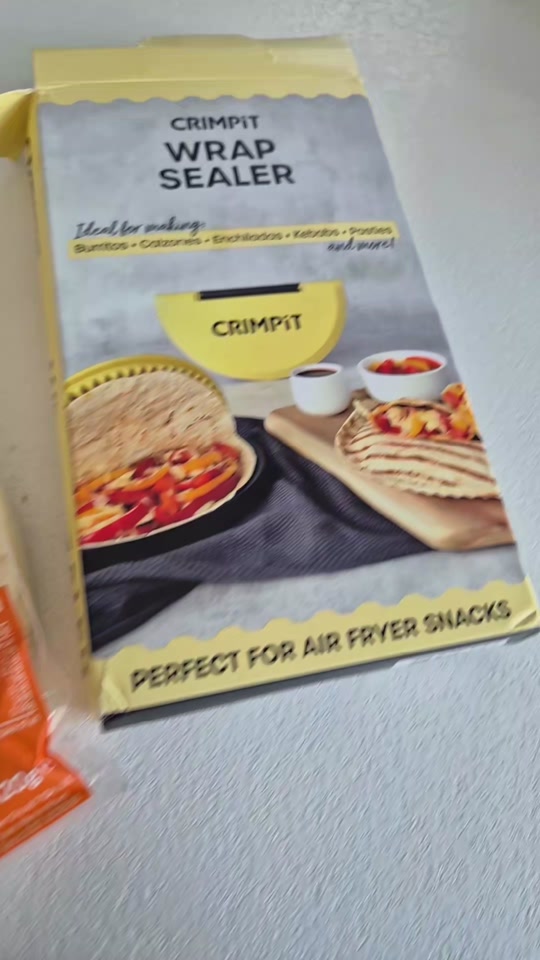 CRIMPiT
WRAP
SEALER
Ideal for making:
Burritos • Calzones • Enchiladas • Kebabs • Pasties
and more!
CRIMPiT
PERFECT FOR AIR FRYER SNACKS